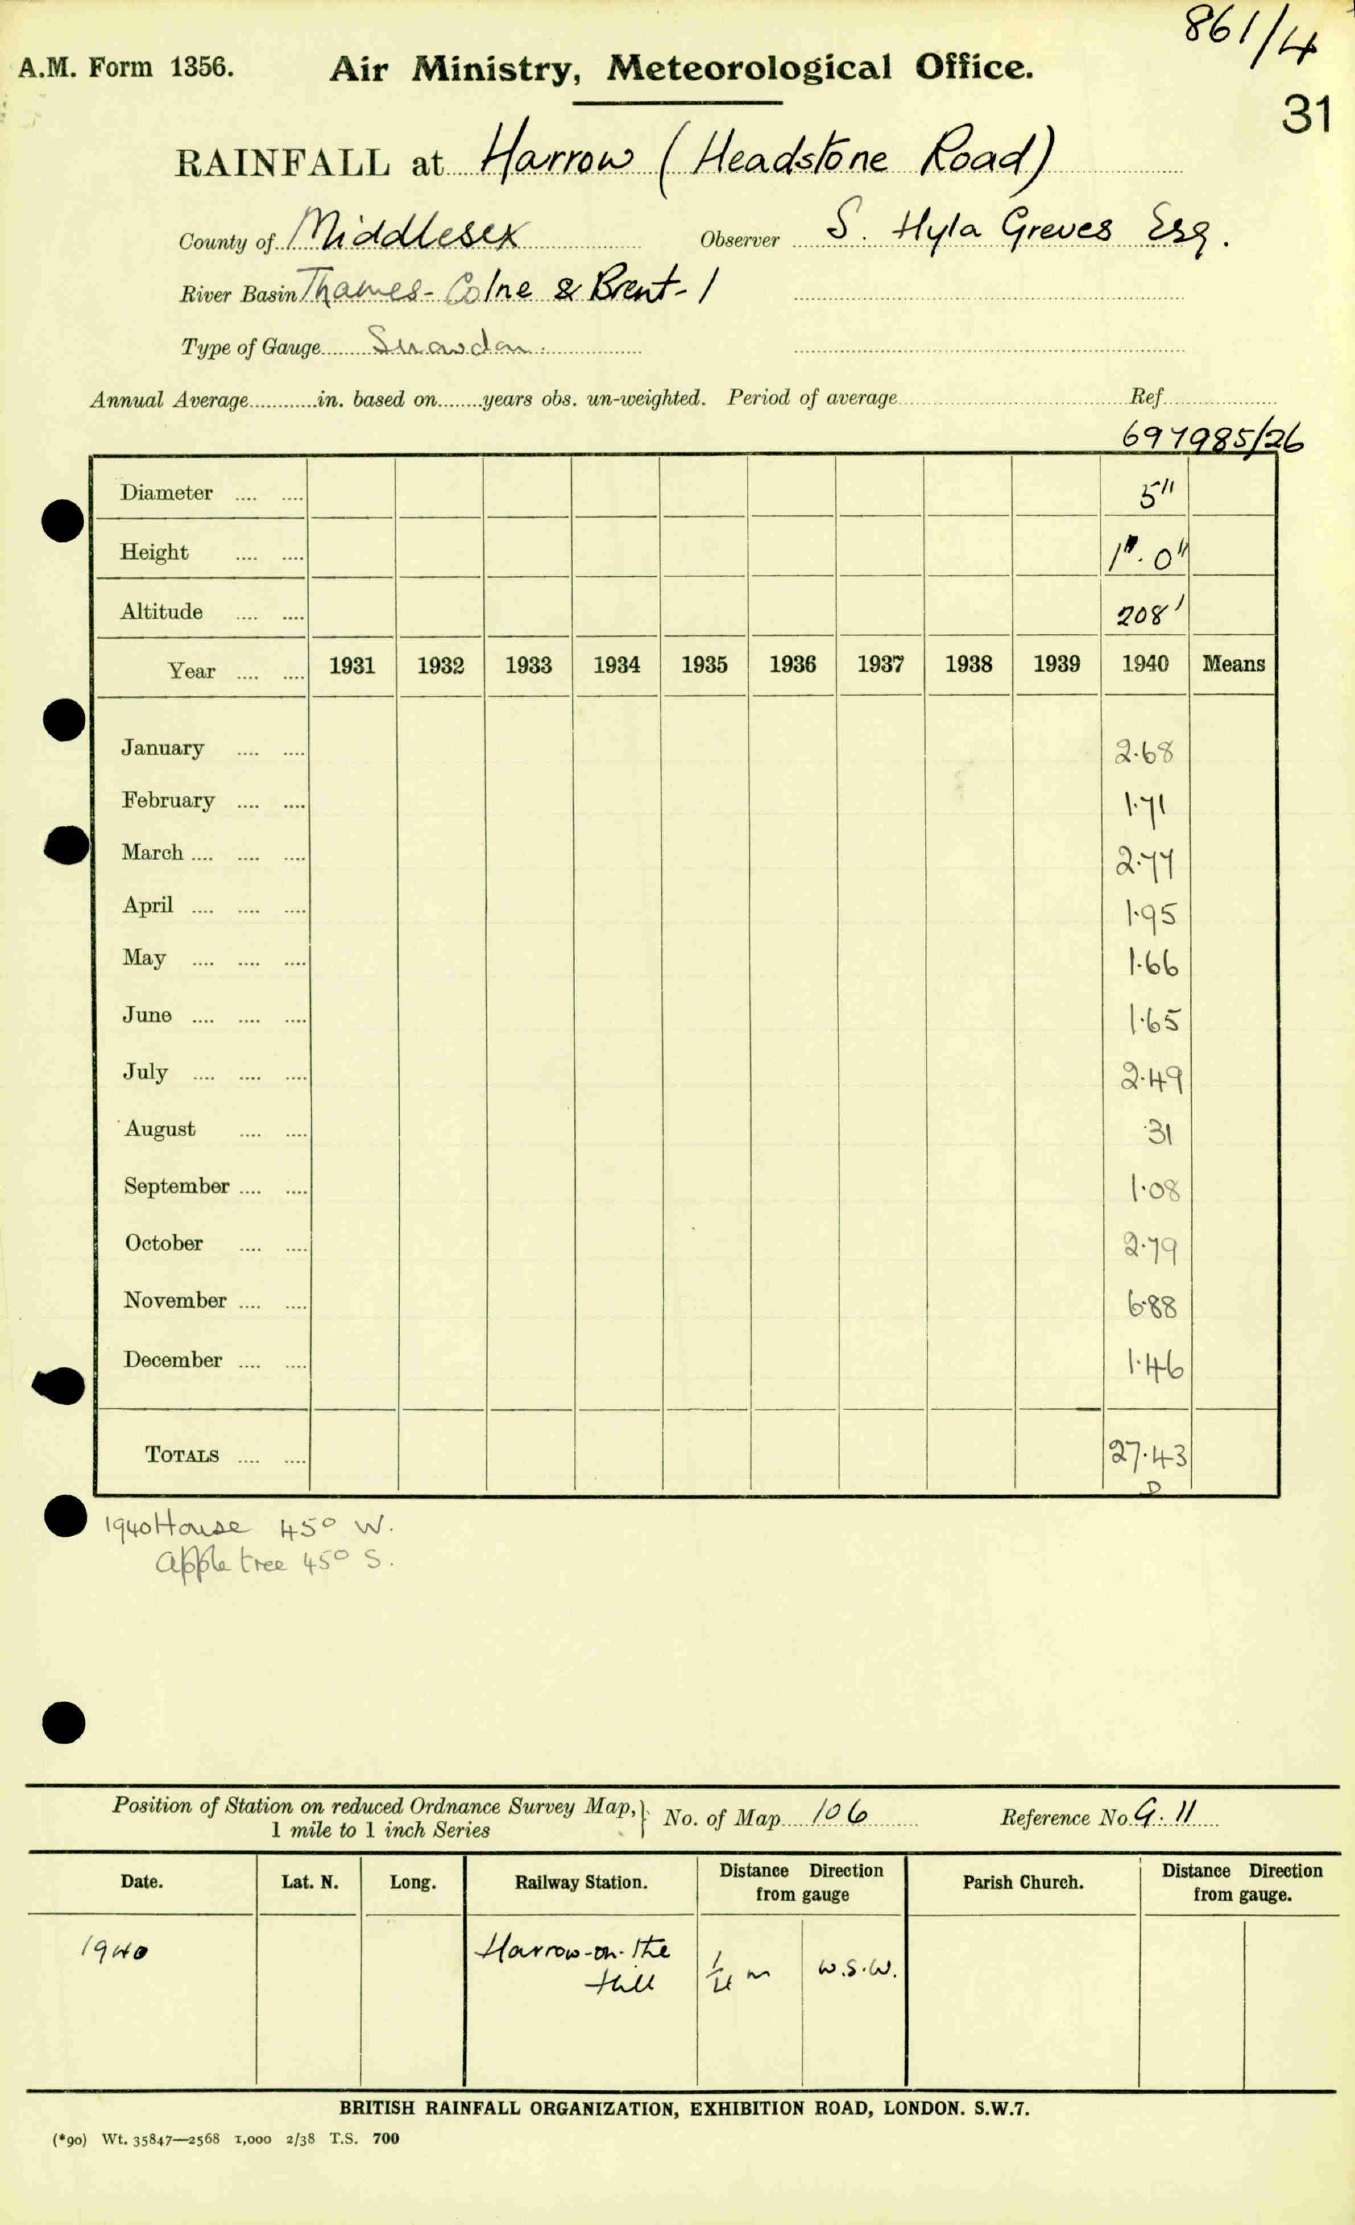 861/4
A.M. Form 1356. Air Ministry, Meteorological Office.
31
RAINFALL at Harrow (Headstone Road)
County of Middlesex Observer S. Hyla Greves Esq.
River Basin Thames - Colne & Brent - 1
Type of Gauge Snowdon.
Annual Average in. based on years obs. un-weighted. Period of average Ref
697985/26
Diameter 5"
Height 1'. 0"
Altitude 208'
Year 1931 1932 1933 1934 1935 1936 1937 1938 1939 1940 Means
January 2.68
February 1.71
March 2.77
April 1.95
May 1.66
June 1.65
July 2.49
August .31
September 1.08
October 2.79
November 6.88
December 1.46
TOTALS 27.43
D
1940 House 45° W.
Apple tree 45° S.
Position of Station on reduced Ordnance Survey Map, 1 mile to 1 inch Series } No. of Map 106 Reference No. G. 11
Date. Lat. N. Long. Railway Station. Distance Direction from gauge Parish Church. Distance Direction from gauge.
1940 Harrow-on-the Hill 1/4 m W.S.W.
BRITISH RAINFALL ORGANIZATION, EXHIBITION ROAD, LONDON. S.W.7.
(*90) Wt. 35847—2568 1,000 2/38 T.S. 700